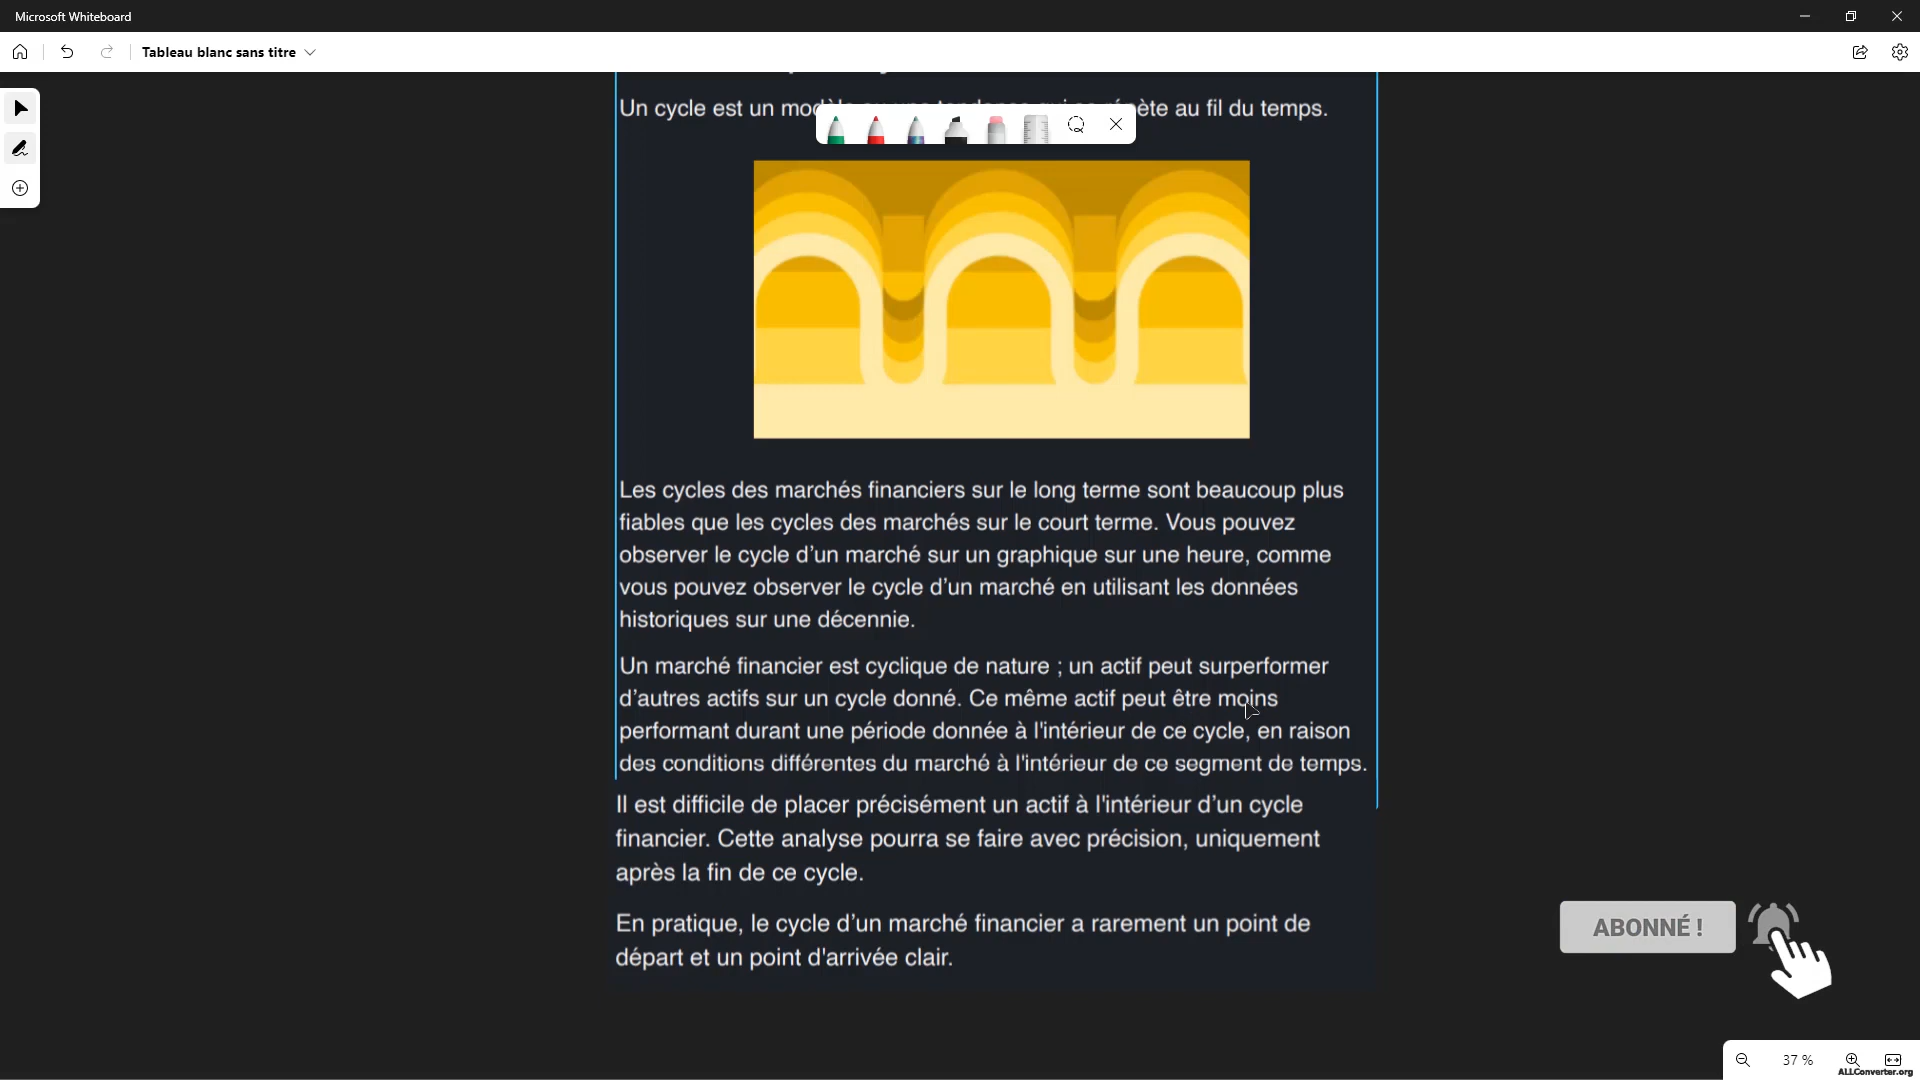 Microsoft Whiteboard
Tableau blanc sans titre
Un cycle est un modèle ou une tendance qui se répète au fil du temps.
Les cycles des marchés financiers sur le long terme sont beaucoup plus
fiables que les cycles des marchés sur le court terme. Vous pouvez
observer le cycle d’un marché sur un graphique sur une heure, comme
vous pouvez observer le cycle d’un marché en utilisant les données
historiques sur une décennie.
Un marché financier est cyclique de nature ; un actif peut surperformer
d’autres actifs sur un cycle donné. Ce même actif peut être moins
performant durant une période donnée à l'intérieur de ce cycle, en raison
des conditions différentes du marché à l'intérieur de ce segment de temps.
Il est difficile de placer précisément un actif à l'intérieur d’un cycle
financier. Cette analyse pourra se faire avec précision, uniquement
après la fin de ce cycle.
En pratique, le cycle d’un marché financier a rarement un point de
départ et un point d'arrivée clair.
ABONNÉ !
37 %
ALLConverter.org